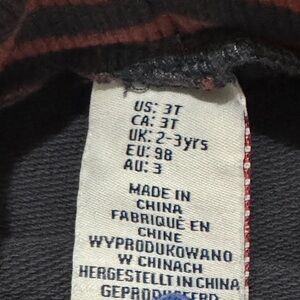 US: 3T
CA: 3T
UK: 2-3yrs
EU: 98
AU: 3
MADE IN
CHINA
FABRIQUÉ EN
CHINE
WYPRODUKOWANO
W CHINACH
HERGESTELLT IN CHINA